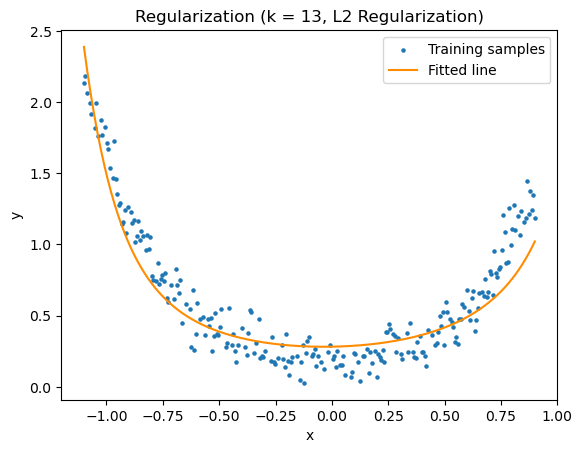 Regularization (k = 13, L2 Regularization)
2.5
2.0
1.5
1.0
0.5
0.0
y
Training samples
Fitted line
−1.00 −0.75 −0.50 −0.25 0.00 0.25 0.50 0.75 1.00
x